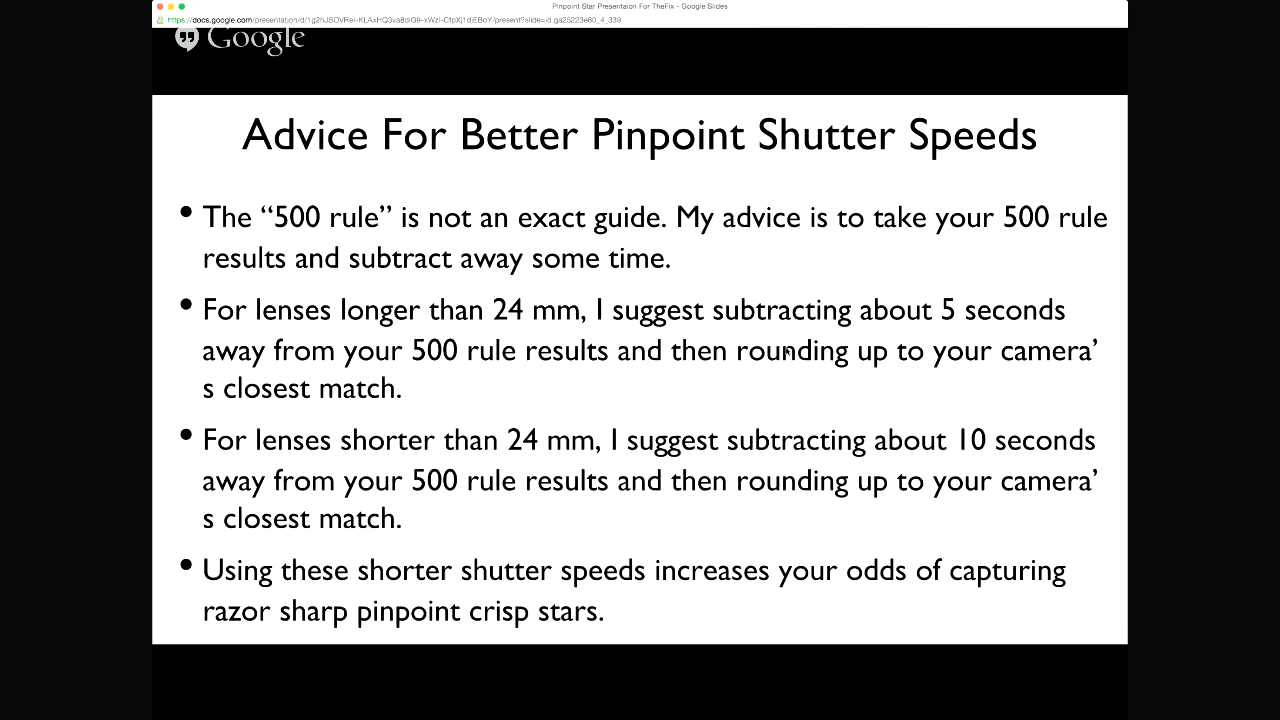 Pinpoint Star Presentaion For TheFix - Google Slides
Google
Advice For Better Pinpoint Shutter Speeds
• The “500 rule” is not an exact guide. My advice is to take your 500 rule
results and subtract away some time.
• For lenses longer than 24 mm, I suggest subtracting about 5 seconds
away from your 500 rule results and then rounding up to your camera’
s closest match.
• For lenses shorter than 24 mm, I suggest subtracting about 10 seconds
away from your 500 rule results and then rounding up to your camera’
s closest match.
• Using these shorter shutter speeds increases your odds of capturing
razor sharp pinpoint crisp stars.